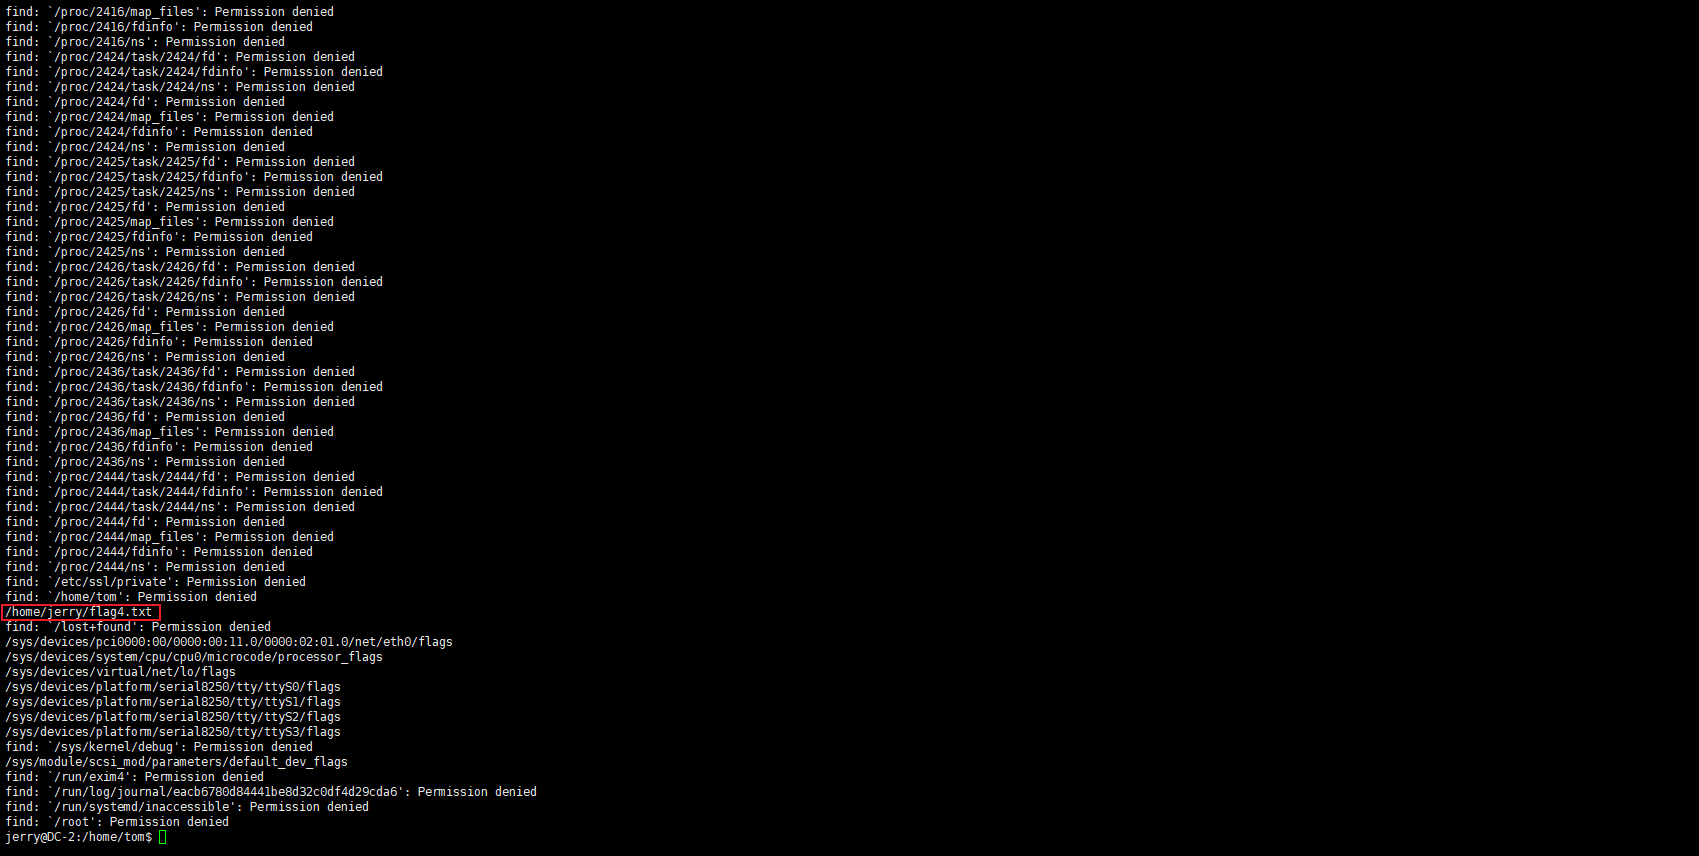 find: `/proc/2416/map_files': Permission denied
find: `/proc/2416/fdinfo': Permission denied
find: `/proc/2416/ns': Permission denied
find: `/proc/2424/task/2424/fd': Permission denied
find: `/proc/2424/task/2424/fdinfo': Permission denied
find: `/proc/2424/task/2424/ns': Permission denied
find: `/proc/2424/fd': Permission denied
find: `/proc/2424/map_files': Permission denied
find: `/proc/2424/fdinfo': Permission denied
find: `/proc/2424/ns': Permission denied
find: `/proc/2425/task/2425/fd': Permission denied
find: `/proc/2425/task/2425/fdinfo': Permission denied
find: `/proc/2425/task/2425/ns': Permission denied
find: `/proc/2425/fd': Permission denied
find: `/proc/2425/map_files': Permission denied
find: `/proc/2425/fdinfo': Permission denied
find: `/proc/2425/ns': Permission denied
find: `/proc/2426/task/2426/fd': Permission denied
find: `/proc/2426/task/2426/fdinfo': Permission denied
find: `/proc/2426/task/2426/ns': Permission denied
find: `/proc/2426/fd': Permission denied
find: `/proc/2426/map_files': Permission denied
find: `/proc/2426/fdinfo': Permission denied
find: `/proc/2426/ns': Permission denied
find: `/proc/2436/task/2436/fd': Permission denied
find: `/proc/2436/task/2436/fdinfo': Permission denied
find: `/proc/2436/task/2436/ns': Permission denied
find: `/proc/2436/fd': Permission denied
find: `/proc/2436/map_files': Permission denied
find: `/proc/2436/fdinfo': Permission denied
find: `/proc/2436/ns': Permission denied
find: `/proc/2444/task/2444/fd': Permission denied
find: `/proc/2444/task/2444/fdinfo': Permission denied
find: `/proc/2444/task/2444/ns': Permission denied
find: `/proc/2444/fd': Permission denied
find: `/proc/2444/map_files': Permission denied
find: `/proc/2444/fdinfo': Permission denied
find: `/proc/2444/ns': Permission denied
find: `/etc/ssl/private': Permission denied
find: `/home/tom': Permission denied
/home/jerry/flag4.txt
find: `/lost+found': Permission denied
/sys/devices/pci0000:00/0000:00:11.0/0000:02:01.0/net/eth0/flags
/sys/devices/system/cpu/cpu0/microcode/processor_flags
/sys/devices/virtual/net/lo/flags
/sys/devices/platform/serial8250/tty/ttyS0/flags
/sys/devices/platform/serial8250/tty/ttyS1/flags
/sys/devices/platform/serial8250/tty/ttyS2/flags
/sys/devices/platform/serial8250/tty/ttyS3/flags
find: `/sys/kernel/debug': Permission denied
/sys/module/scsi_mod/parameters/default_dev_flags
find: `/run/exim4': Permission denied
find: `/run/log/journal/eacb6780d84441be8d32c0df4d29cda6': Permission denied
find: `/run/systemd/inaccessible': Permission denied
find: `/root': Permission denied
jerry@DC-2:/home/tom$